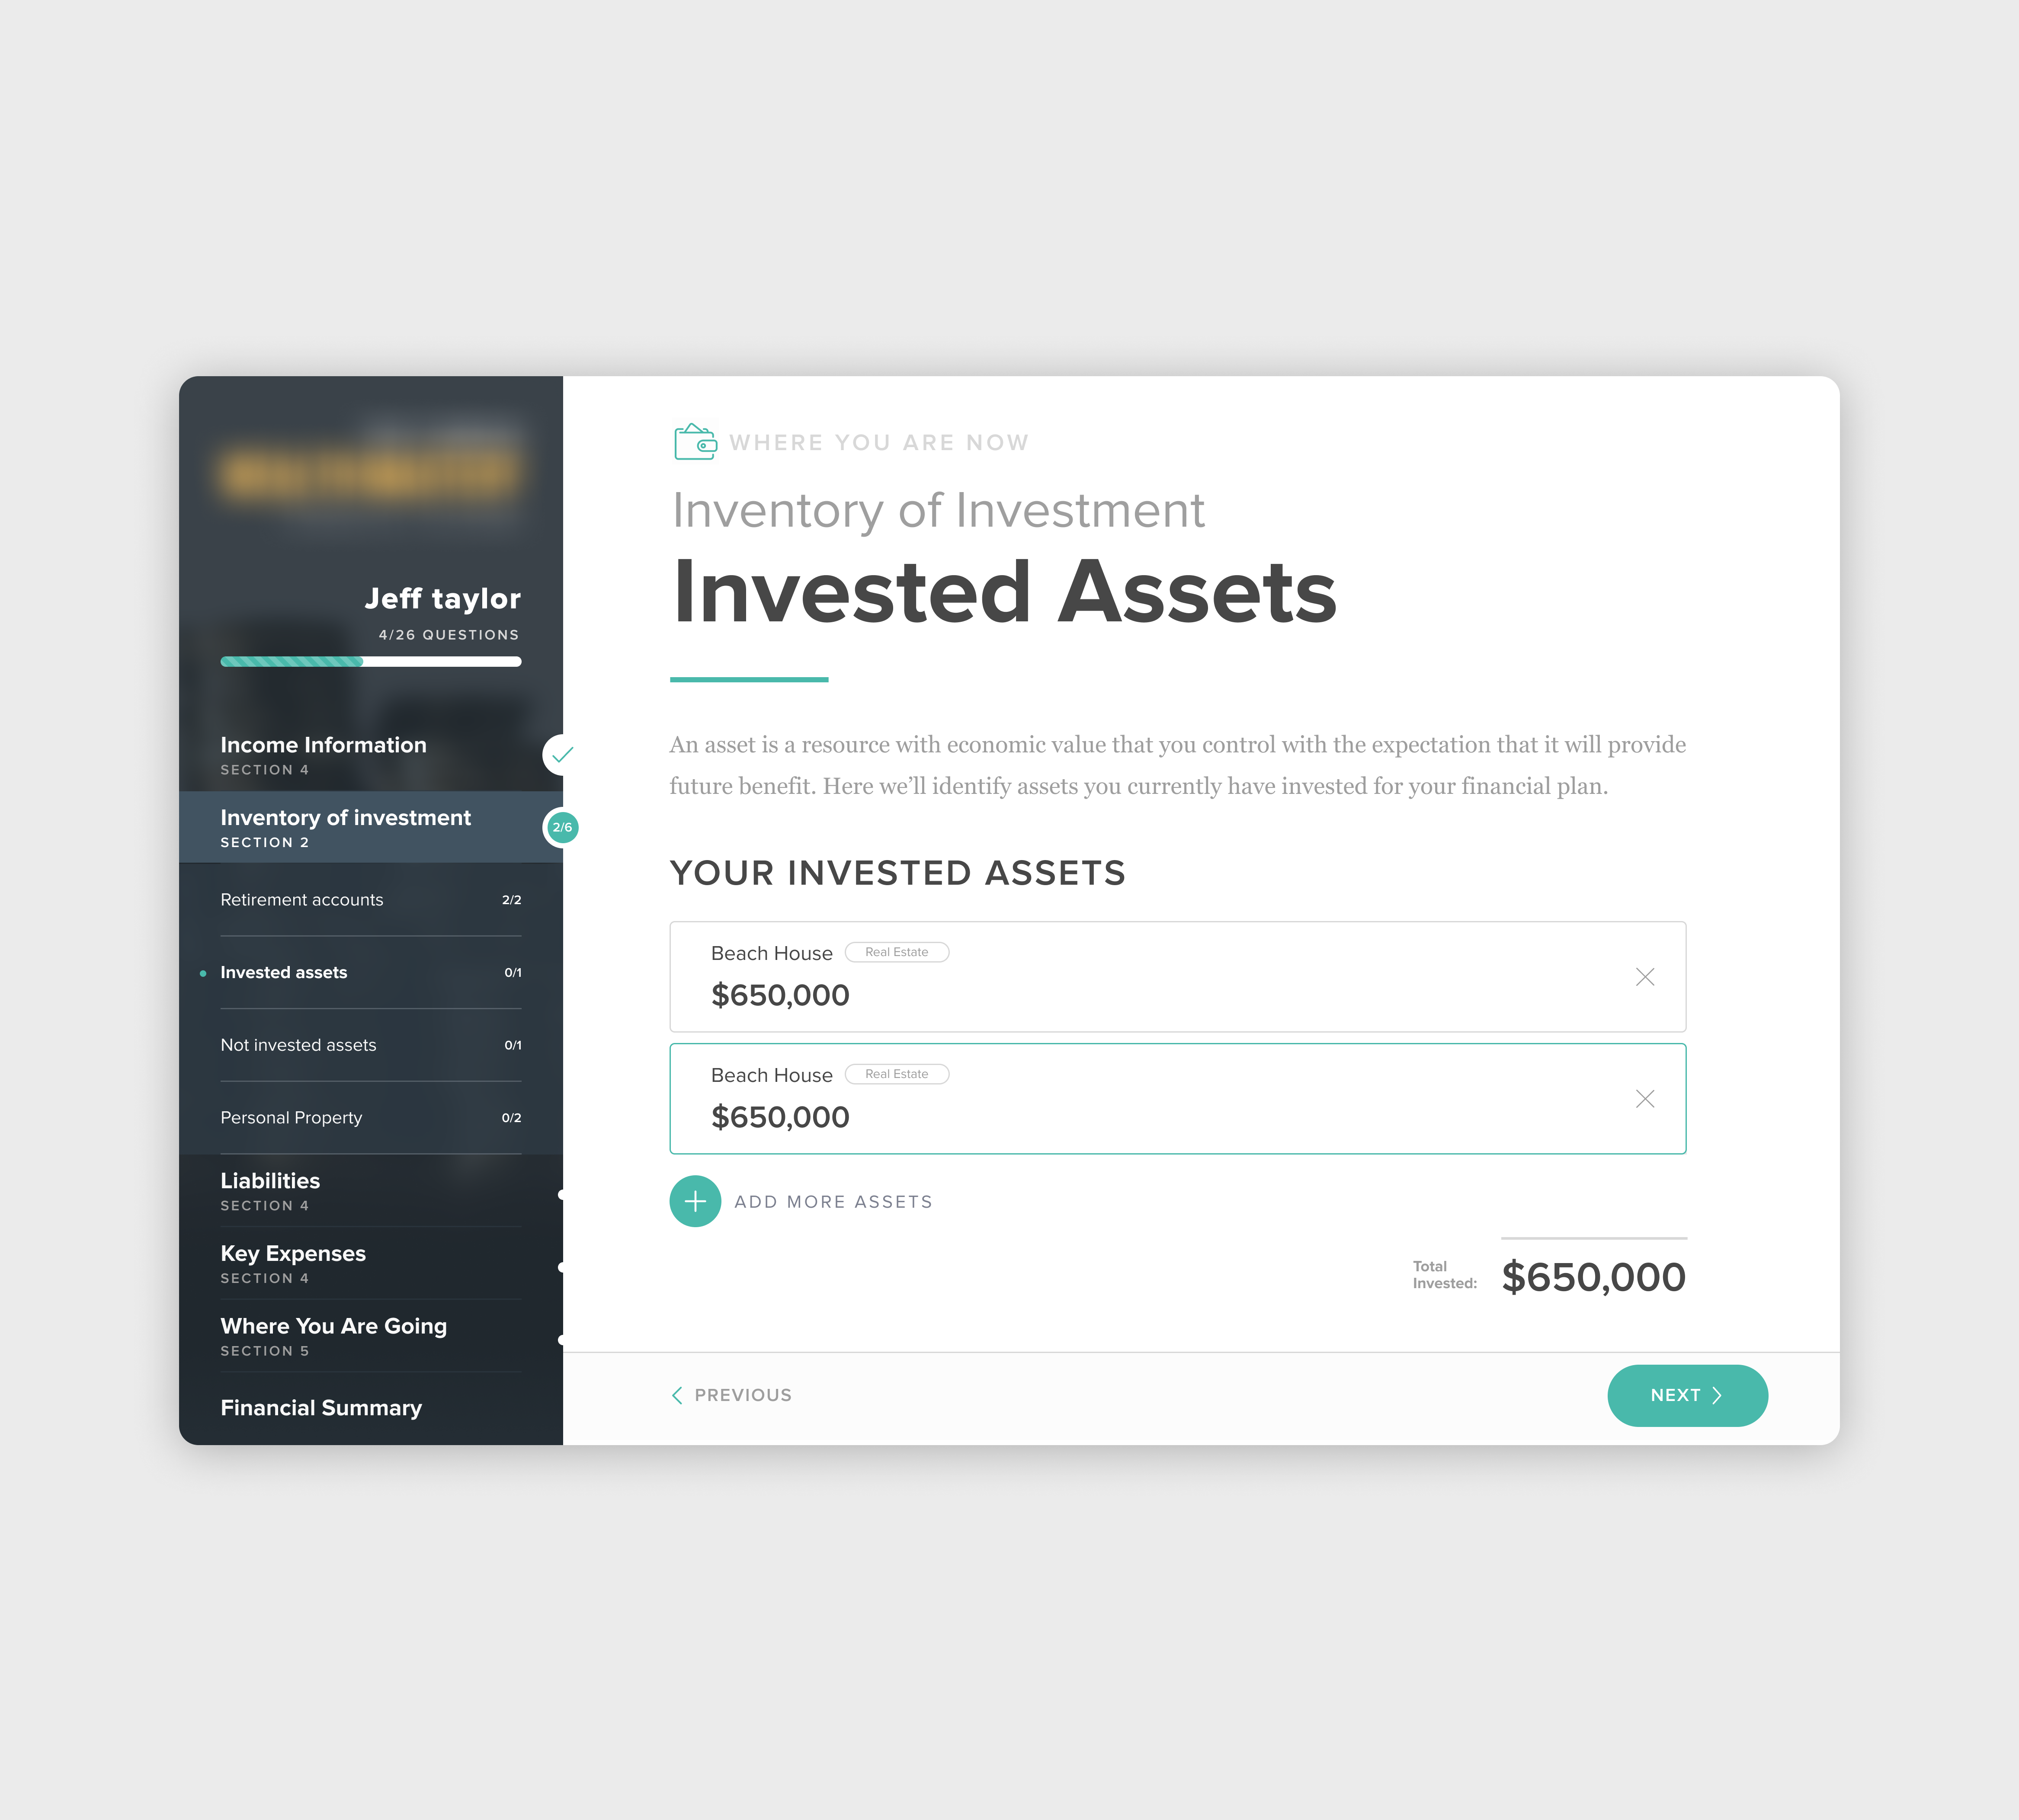 Jeff taylor
4/26 QUESTIONS
Income Information
SECTION 4
Inventory of investment
SECTION 2
2/6
Retirement accounts 2/2
Invested assets 0/1
Not invested assets 0/1
Personal Property 0/2
Liabilities
SECTION 4
Key Expenses
SECTION 4
Where You Are Going
SECTION 5
Financial Summary
WHERE YOU ARE NOW
Inventory of Investment
Invested Assets
An asset is a resource with economic value that you control with the expectation that it will provide
future benefit. Here we’ll identify assets you currently have invested for your financial plan.
YOUR INVESTED ASSETS
Beach House Real Estate
$650,000
Beach House Real Estate
$650,000
ADD MORE ASSETS
Total
Invested:
$650,000
PREVIOUS
NEXT